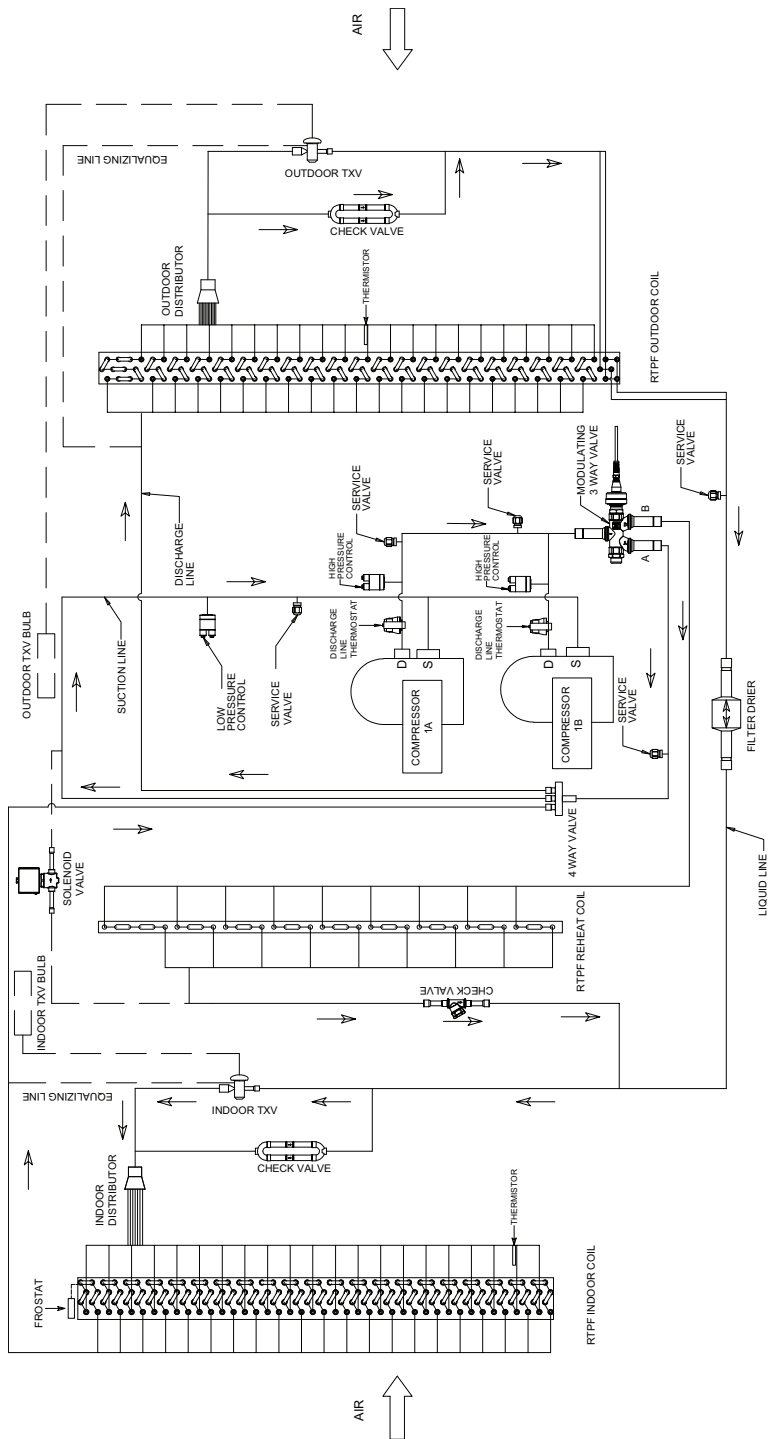 AIR
EQUALIZING LINE
OUTDOOR TXV
CHECK VALVE
OUTDOOR
DISTRIBUTOR
THERMISTOR
RTPF OUTDOOR COIL
OUTDOOR TXV BULB
SUCTION LINE
DISCHARGE
LINE
LOW
PRESSURE
CONTROL
SERVICE
VALVE
HIGH
PRESSURE
CONTROL
SERVICE
VALVE
SERVICE
VALVE
HIGH
PRESSURE
CONTROL
MODULATING
3 WAY VALVE
A
B
SERVICE
VALVE
DISCHARGE
LINE
THERMOSTAT
D
S
COMPRESSOR
1A
DISCHARGE
LINE
THERMOSTAT
D
S
COMPRESSOR
1B
SERVICE
VALVE
FILTER DRIER
4 WAY VALVE
SOLENOID
VALVE
RTPF REHEAT COIL
LIQUID LINE
INDOOR TXV BULB
CHECK VALVE
EQUALIZING LINE
INDOOR TXV
CHECK VALVE
INDOOR
DISTRIBUTOR
THERMISTOR
FROSTAT
RTPF INDOOR COIL
AIR